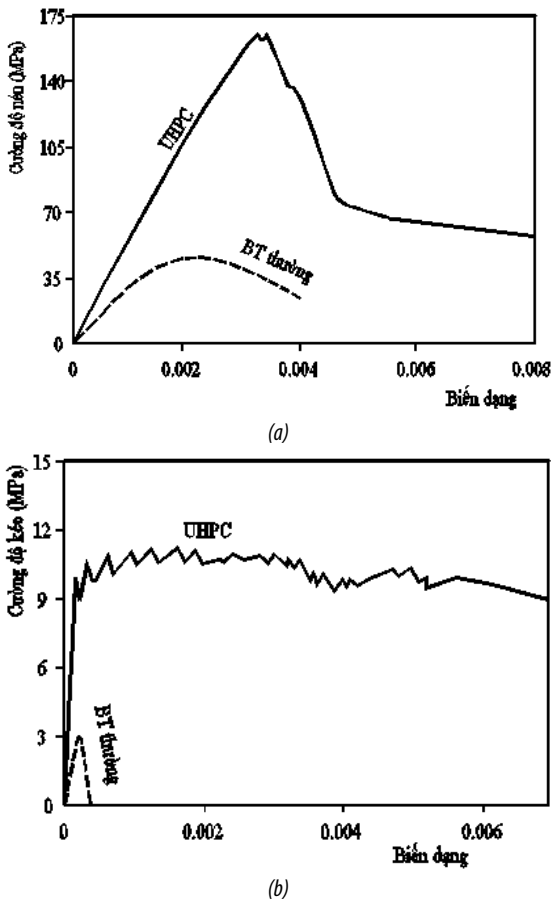 175
140
105
70
35
0
Cường độ nén (MPa)
UHPC
BT thường
0 0.002 0.004 0.006 0.008
Biến dạng
(a)
15
12
9
6
3
0
Cường độ kéo (MPa)
UHPC
BT thường
0 0.002 0.004 0.006
Biến dạng
(b)